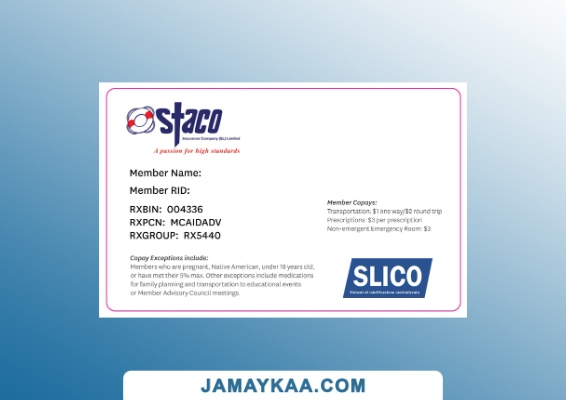 Staco
Insurance Company (SL) Limited
A passion for high standards
Member Name:
Member RID:
RXBIN: 004336
RXPCN: MCAIDADV
RXGROUP: RX5440
Copay Exceptions include:
Members who are pregnant, Native American, under 19 years old,
or have met their 5% max. Other exceptions include medications
for family planning and transportation to educational events
or Member Advisory Council meetings.
Member Copays:
Transportation: $1 one way/$2 round trip
Prescriptions: $3 per prescription
Non-emergent Emergency Room: $3
SLICO
JAMAYKAA.COM